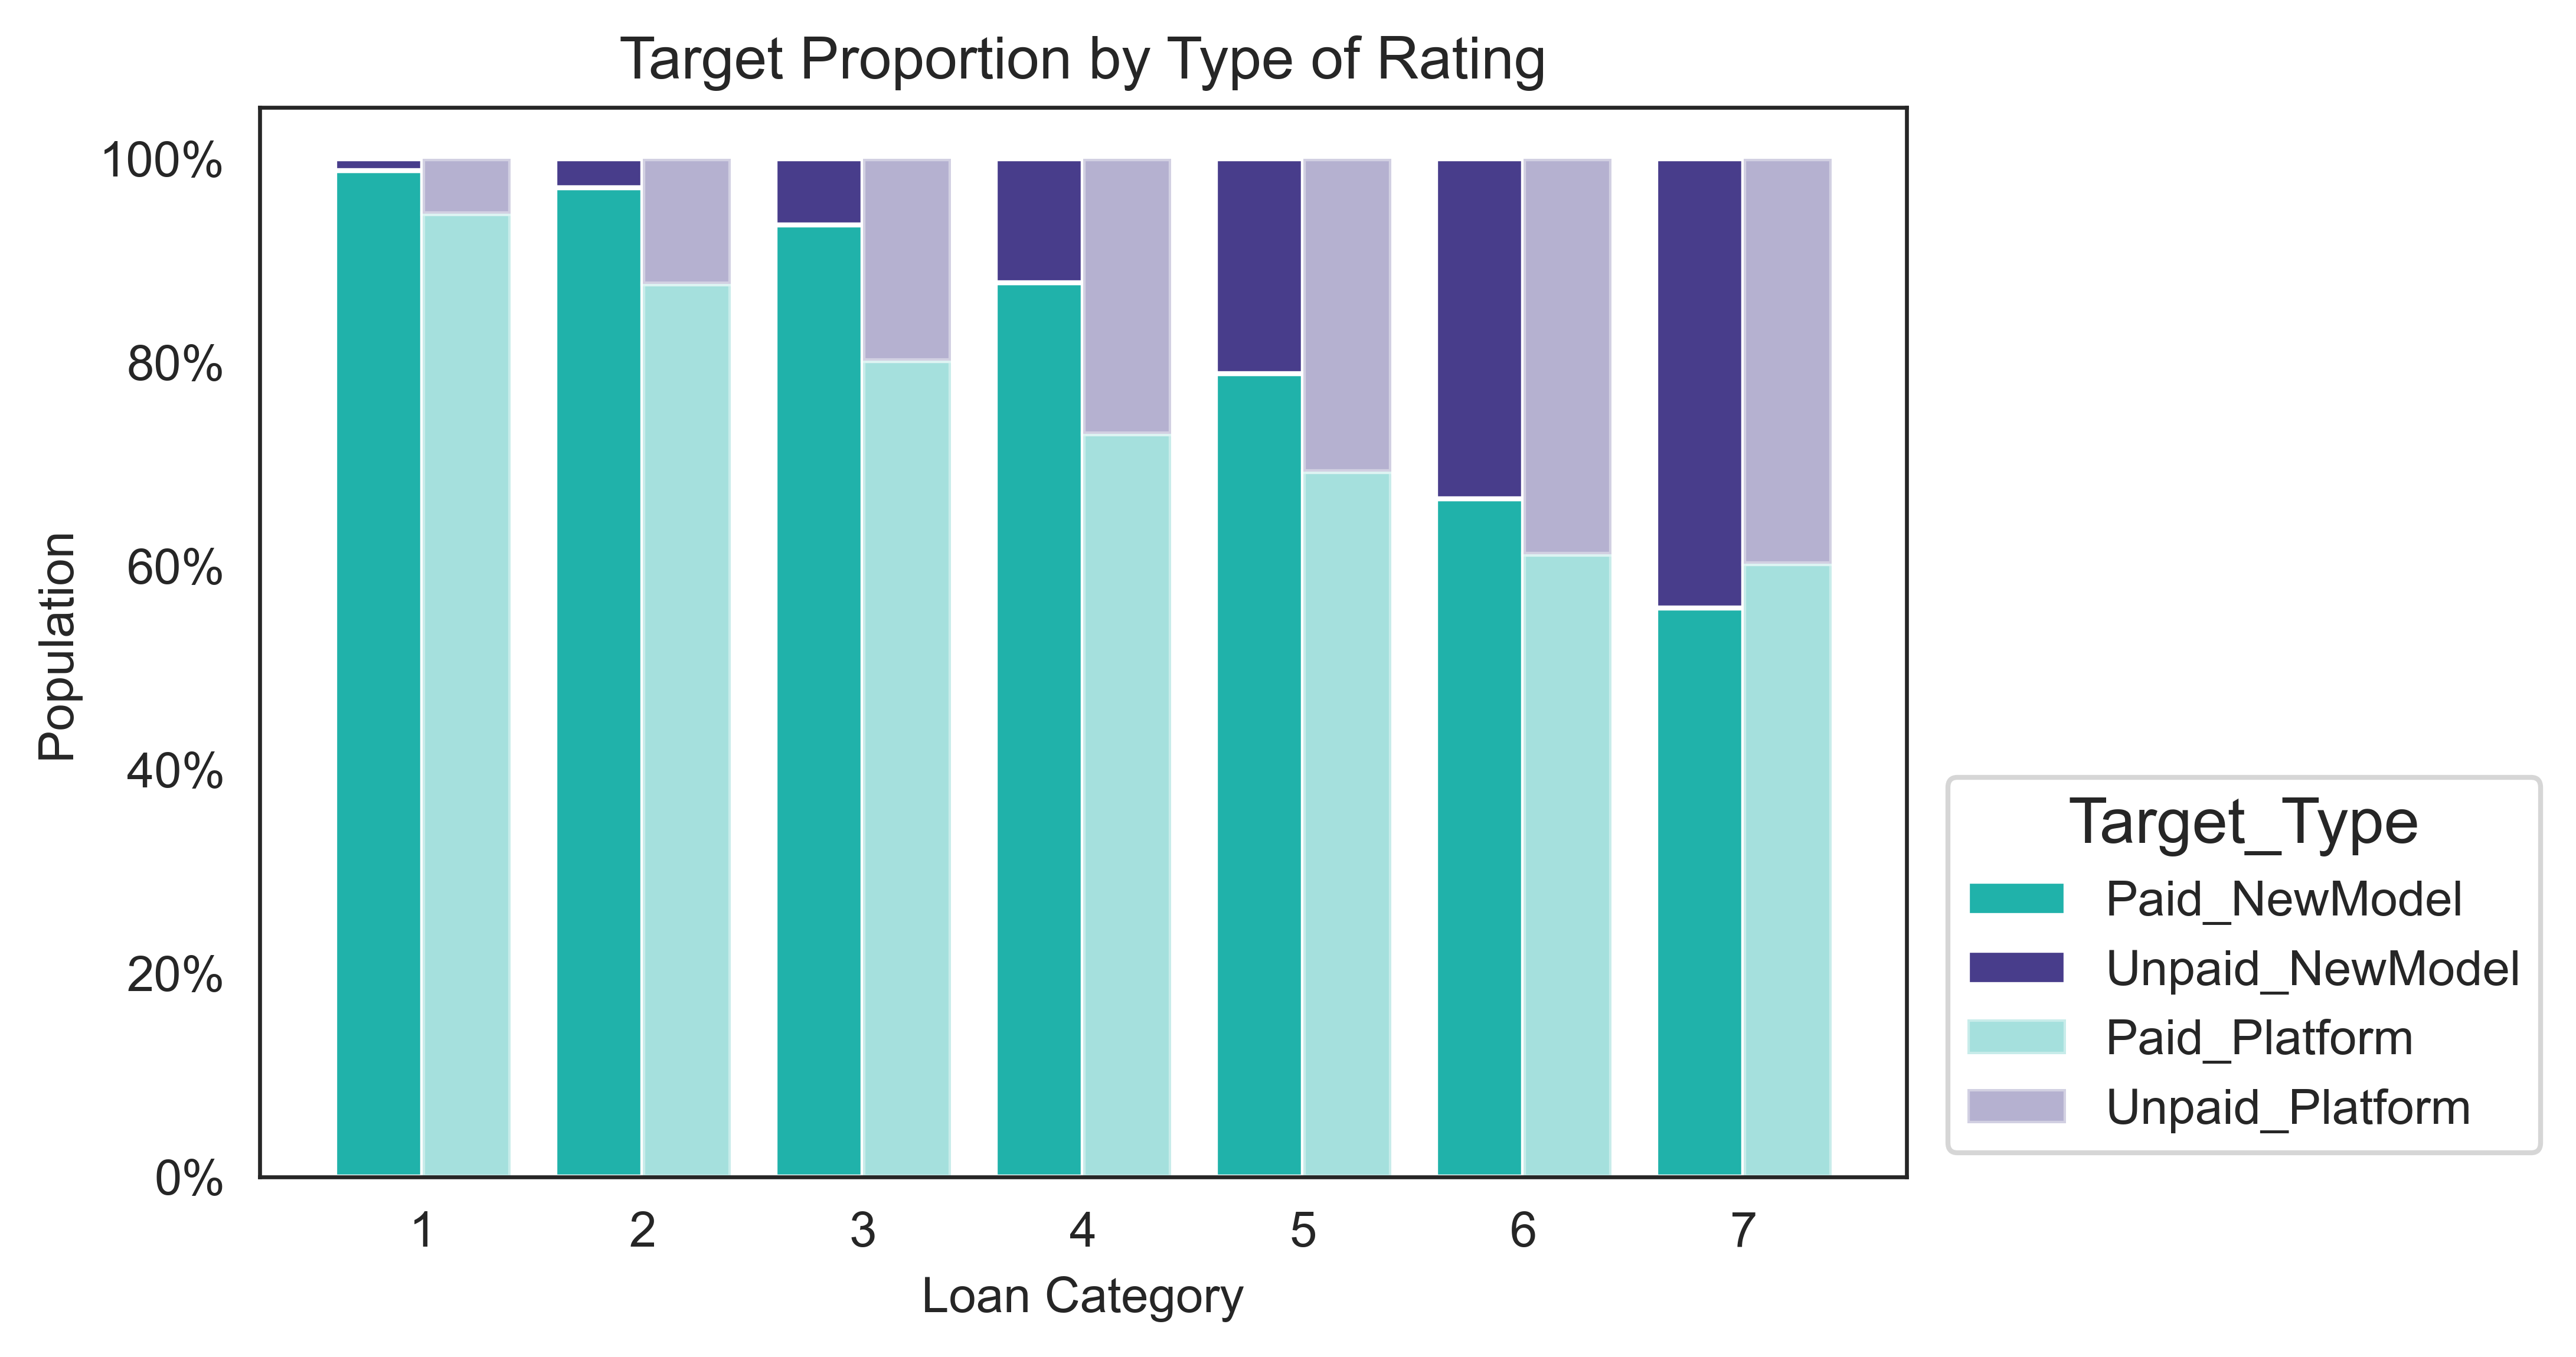 Target Proportion by Type of Rating
100%
80%
60%
40%
20%
0%
Population
1 2 3 4 5 6 7
Loan Category
Target_Type
Paid_NewModel
Unpaid_NewModel
Paid_Platform
Unpaid_Platform